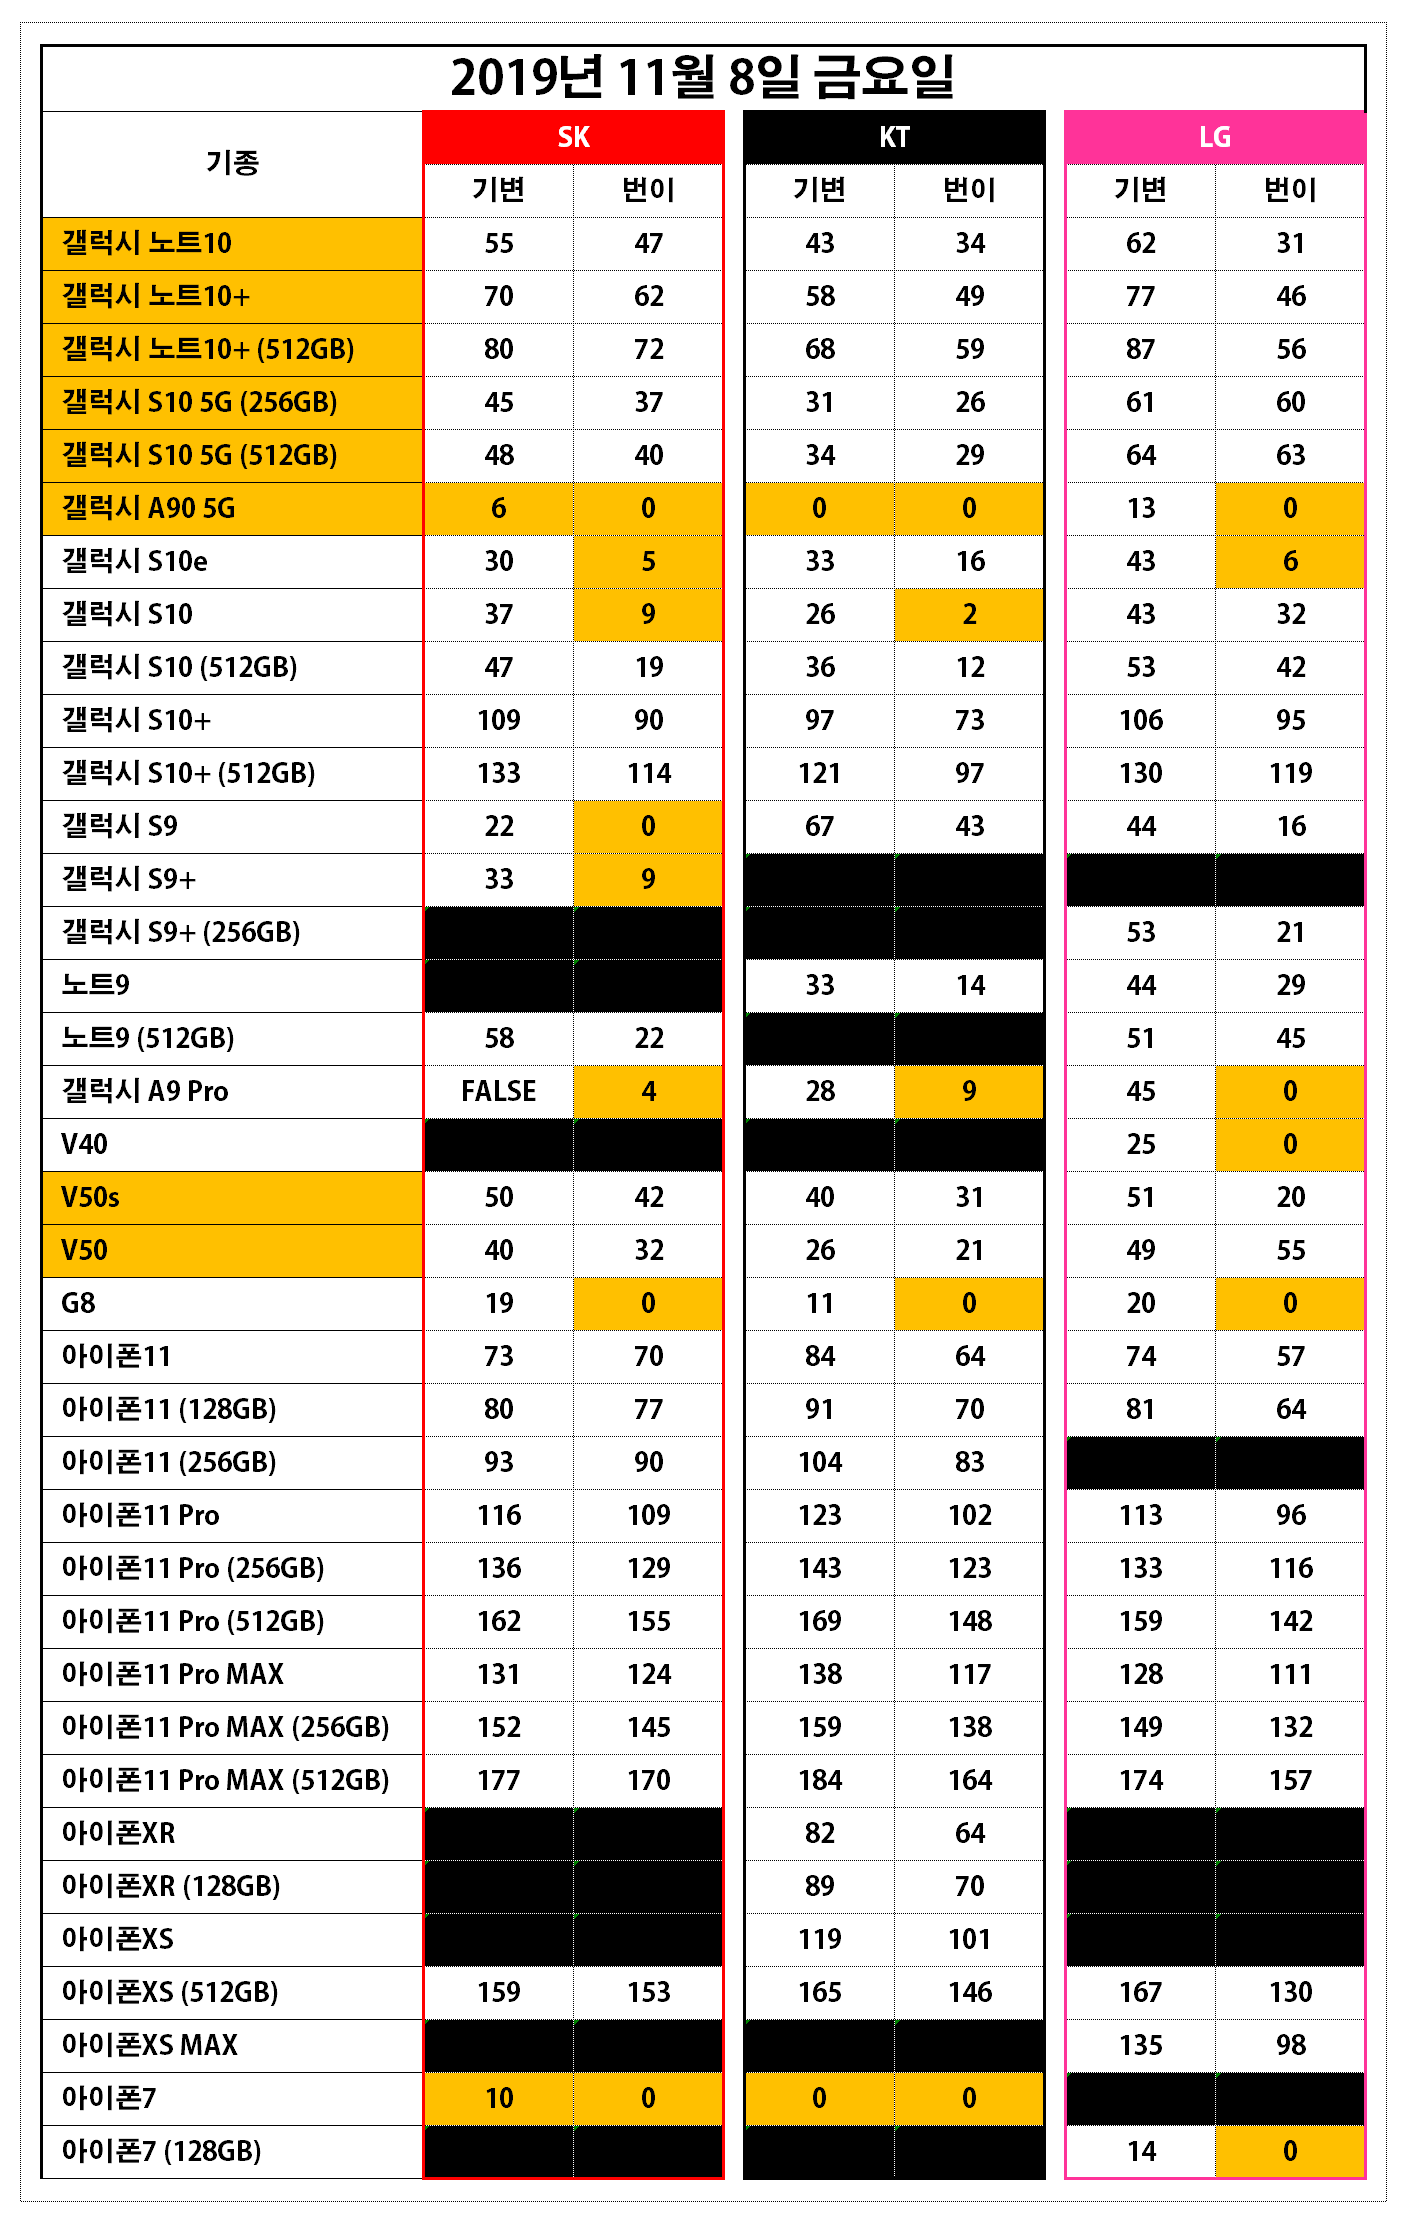 2019년 11월 8일 금요일
기종 SK KT LG
기변 번이 기변 번이 기변 번이
갤럭시 노트10 55 47 43 34 62 31
갤럭시 노트10+ 70 62 58 49 77 46
갤럭시 노트10+ (512GB) 80 72 68 59 87 56
갤럭시 S10 5G (256GB) 45 37 31 26 61 60
갤럭시 S10 5G (512GB) 48 40 34 29 64 63
갤럭시 A90 5G 6 0 0 0 13 0
갤럭시 S10e 30 5 33 16 43 6
갤럭시 S10 37 9 26 2 43 32
갤럭시 S10 (512GB) 47 19 36 12 53 42
갤럭시 S10+ 109 90 97 73 106 95
갤럭시 S10+ (512GB) 133 114 121 97 130 119
갤럭시 S9 22 0 67 43 44 16
갤럭시 S9+ 33 9
갤럭시 S9+ (256GB) 53 21
노트9 33 14 44 29
노트9 (512GB) 58 22 51 45
갤럭시 A9 Pro FALSE 4 28 9 45 0
V40 25 0
V50s 50 42 40 31 51 20
V50 40 32 26 21 49 55
G8 19 0 11 0 20 0
아이폰11 73 70 84 64 74 57
아이폰11 (128GB) 80 77 91 70 81 64
아이폰11 (256GB) 93 90 104 83
아이폰11 Pro 116 109 123 102 113 96
아이폰11 Pro (256GB) 136 129 143 123 133 116
아이폰11 Pro (512GB) 162 155 169 148 159 142
아이폰11 Pro MAX 131 124 138 117 128 111
아이폰11 Pro MAX (256GB) 152 145 159 138 149 132
아이폰11 Pro MAX (512GB) 177 170 184 164 174 157
아이폰XR 82 64
아이폰XR (128GB) 89 70
아이폰XS 119 101
아이폰XS (512GB) 159 153 165 146 167 130
아이폰XS MAX 135 98
아이폰7 10 0 0 0
아이폰7 (128GB) 14 0